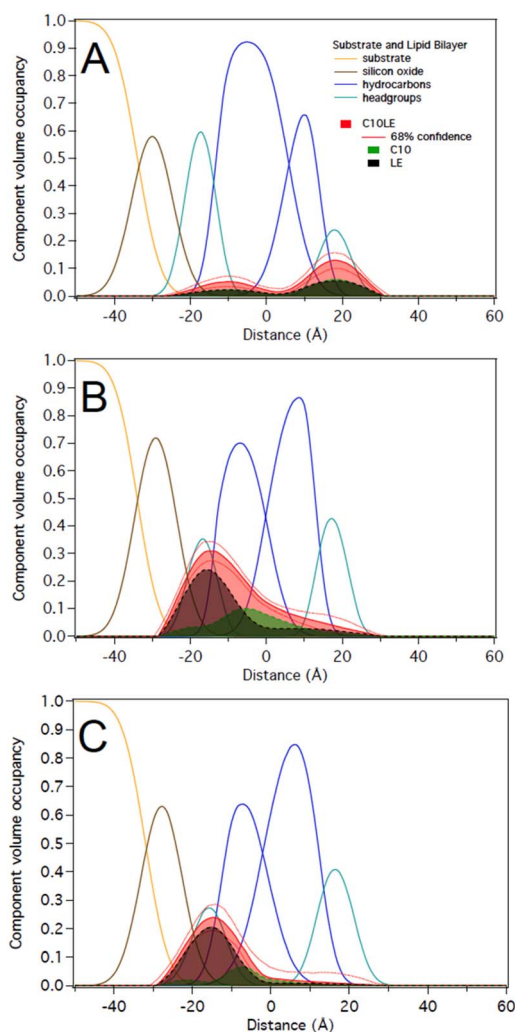 A
Substrate and Lipid Bilayer
substrate
silicon oxide
hydrocarbons
headgroups
C10LE
68% confidence
C10
LE
Component volume occupancy
1.0
0.9
0.8
0.7
0.6
0.5
0.4
0.3
0.2
0.1
0.0
-40 -20 0 20 40 60
Distance (Å)
B
Component volume occupancy
1.0
0.9
0.8
0.7
0.6
0.5
0.4
0.3
0.2
0.1
0.0
-40 -20 0 20 40 60
Distance (Å)
C
Component volume occupancy
1.0
0.9
0.8
0.7
0.6
0.5
0.4
0.3
0.2
0.1
0.0
-40 -20 0 20 40 60
Distance (Å)